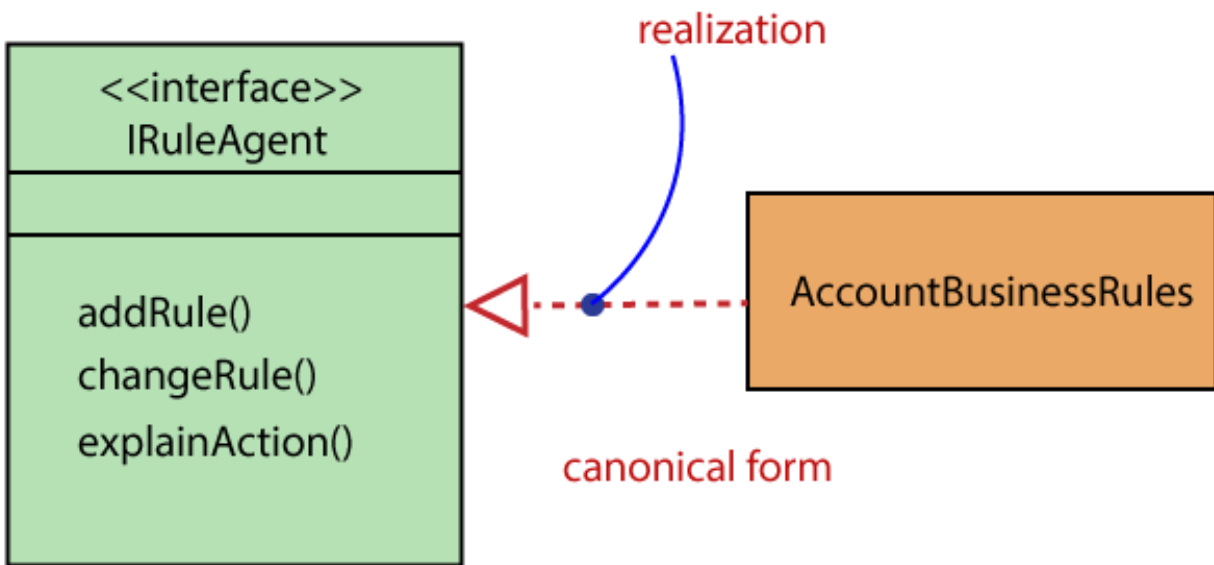 realization
<<interface>>
IRuleAgent
addRule()
changeRule()
explainAction()
AccountBusinessRules
canonical form